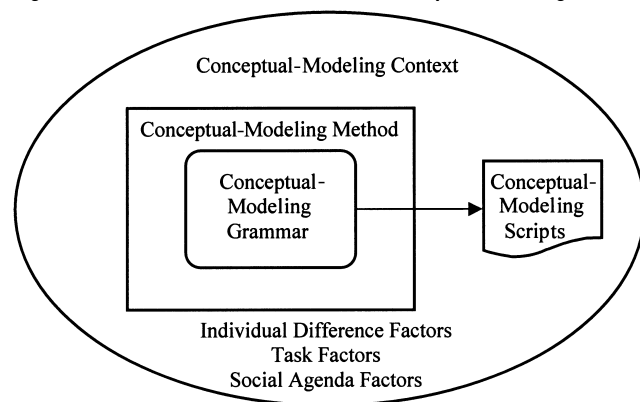 Conceptual-Modeling Context
Conceptual-Modeling Method
Conceptual-
Modeling
Grammar
Conceptual-
Modeling
Scripts
Individual Difference Factors
Task Factors
Social Agenda Factors